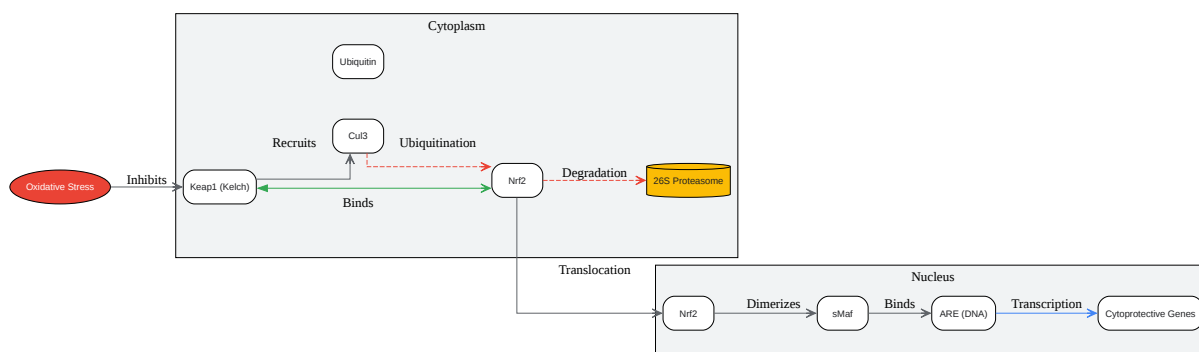 Cytoplasm
Ubiquitin
Cul3
Recruits
Ubiquitination
Oxidative Stress
Inhibits
Keap1 (Kelch)
Binds
Nrf2
Degradation
26S Proteasome
Translocation
Nucleus
Nrf2
Dimerizes
sMaf
Binds
ARE (DNA)
Transcription
Cytoprotective Genes